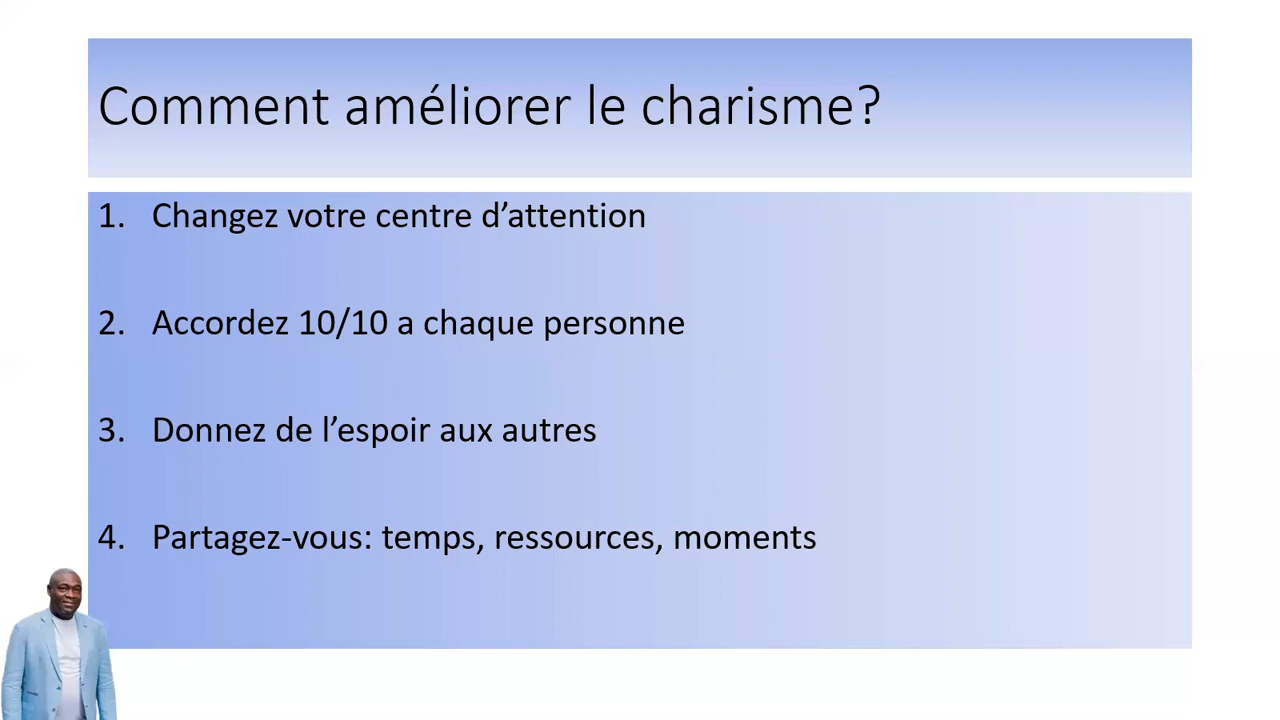 Comment améliorer le charisme?
1. Changez votre centre d’attention
2. Accordez 10/10 a chaque personne
3. Donnez de l’espoir aux autres
4. Partagez-vous: temps, ressources, moments